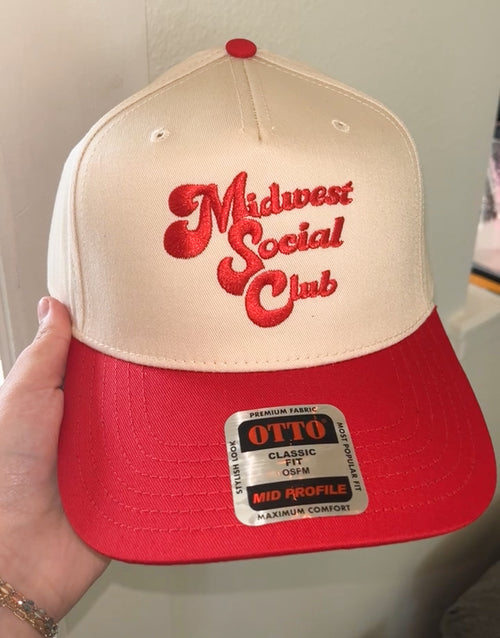 Midwest
Social
Club
PREMIUM FABRIC
STYLISH LOOK
OTTO
CLASSIC
FIT
OSFM
MID PROFILE
MOST POPULAR FIT
MAXIMUM COMFORT